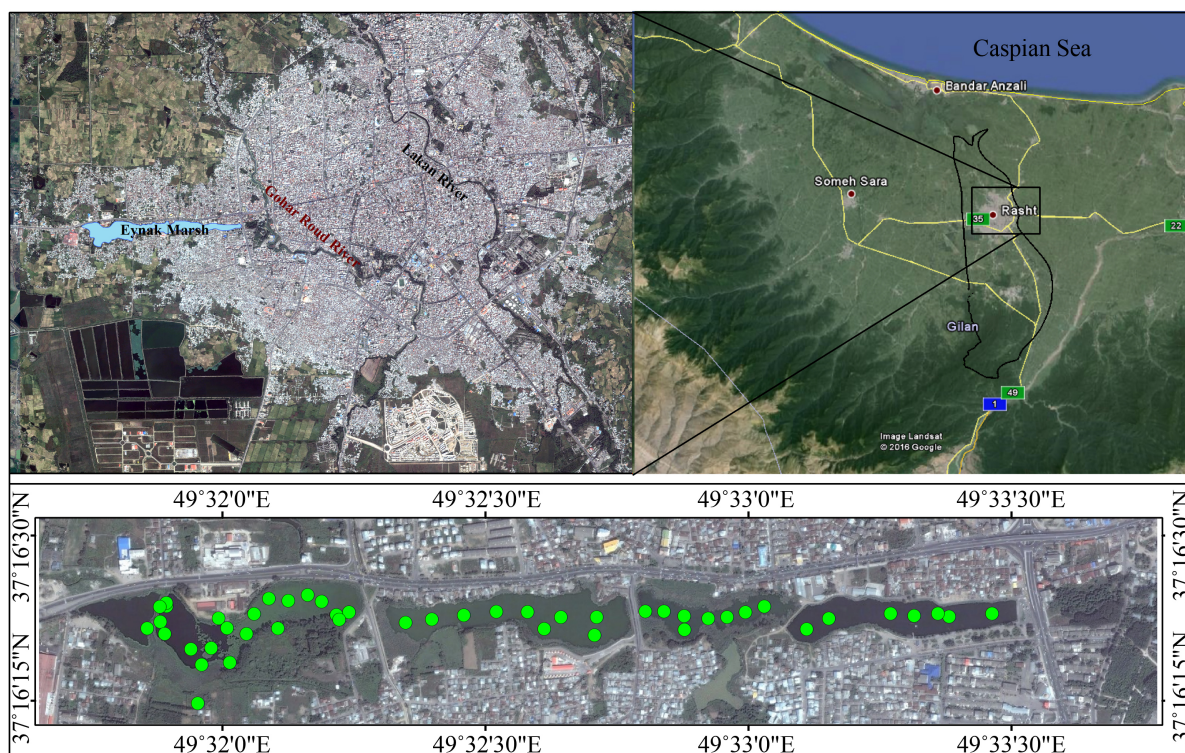 Lakan River
Gohar Roud River
Eynak Marsh
Caspian Sea
Bandar Anzali
Someh Sara
Rasht
35
22
Gilan
49
1
Image Landsat
© 2016 Google
49°32'0"E
49°32'30"E
49°33'0"E
49°33'30"E
37°16'30"N
37°16'30"N
37°16'15"N
37°16'15"N
49°32'0"E
49°32'30"E
49°33'0"E
49°33'30"E